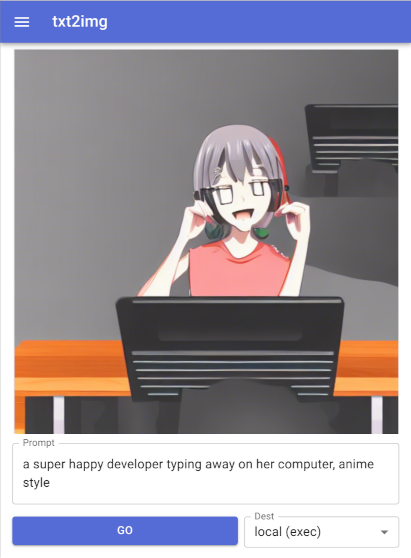 txt2img
Prompt
a super happy developer typing away on her computer, anime
style
GO
Dest
local (exec)